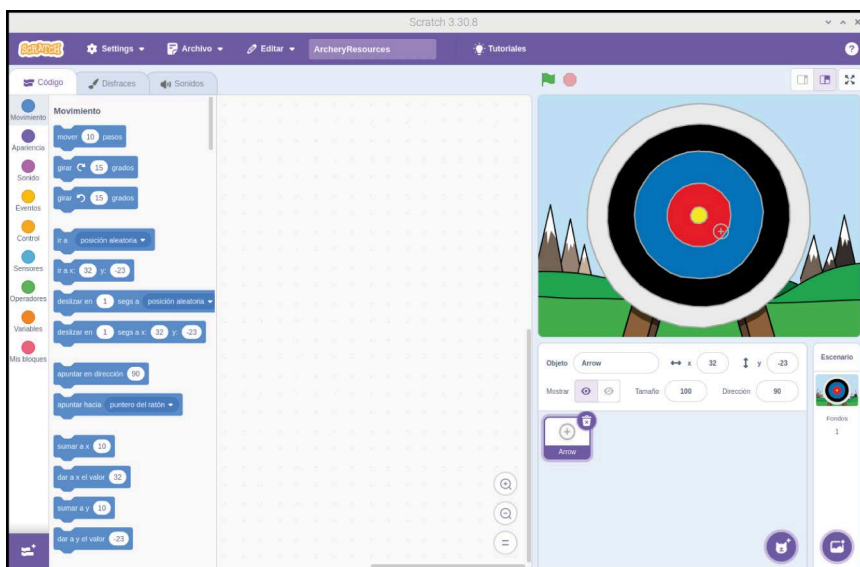 Scratch 3.30.8
SCRATCH Settings Archivo Editar ArcheryResources Tutoriales ?
Código Disfraces Sonidos
Movimiento
Apariencia
Sonido
Eventos
Control
Sensores
Operadores
Variables
Mis bloques
Movimiento
mover 10 pasos
girar 15 grados
girar 15 grados
ir a posición aleatoria
ir a x: 32 y: -23
deslizar en 1 segs a posición aleatoria
deslizar en 1 segs a x: 32 y: -23
apuntar en dirección 90
apuntar hacia puntero del ratón
sumar a x 10
dar a x el valor 32
sumar a y 10
dar a y el valor -23
Objeto Arrow x 32 y -23
Mostrar Tamaño 100 Dirección 90
Arrow
Escenario
Fondos
1